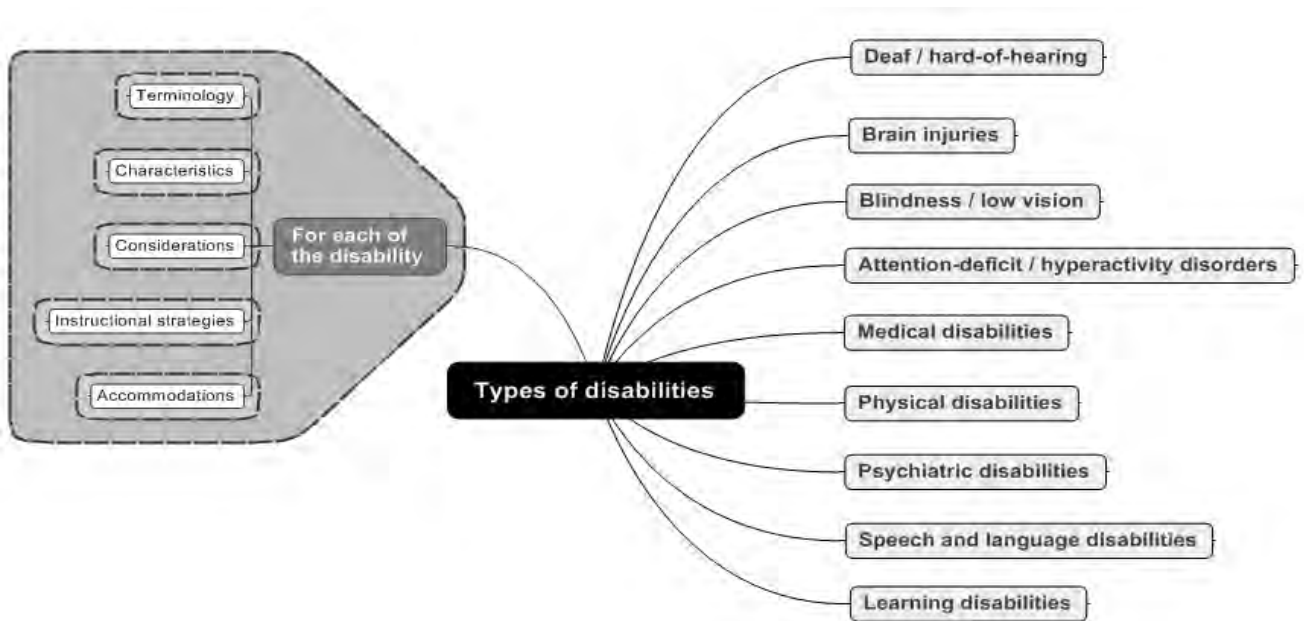 Terminology
Characteristics
Considerations
Instructional strategies
Accommodations
For each of
the disability
Types of disabilities
Deaf / hard-of-hearing
Brain injuries
Blindness / low vision
Attention-deficit / hyperactivity disorders
Medical disabilities
Physical disabilities
Psychiatric disabilities
Speech and language disabilities
Learning disabilities